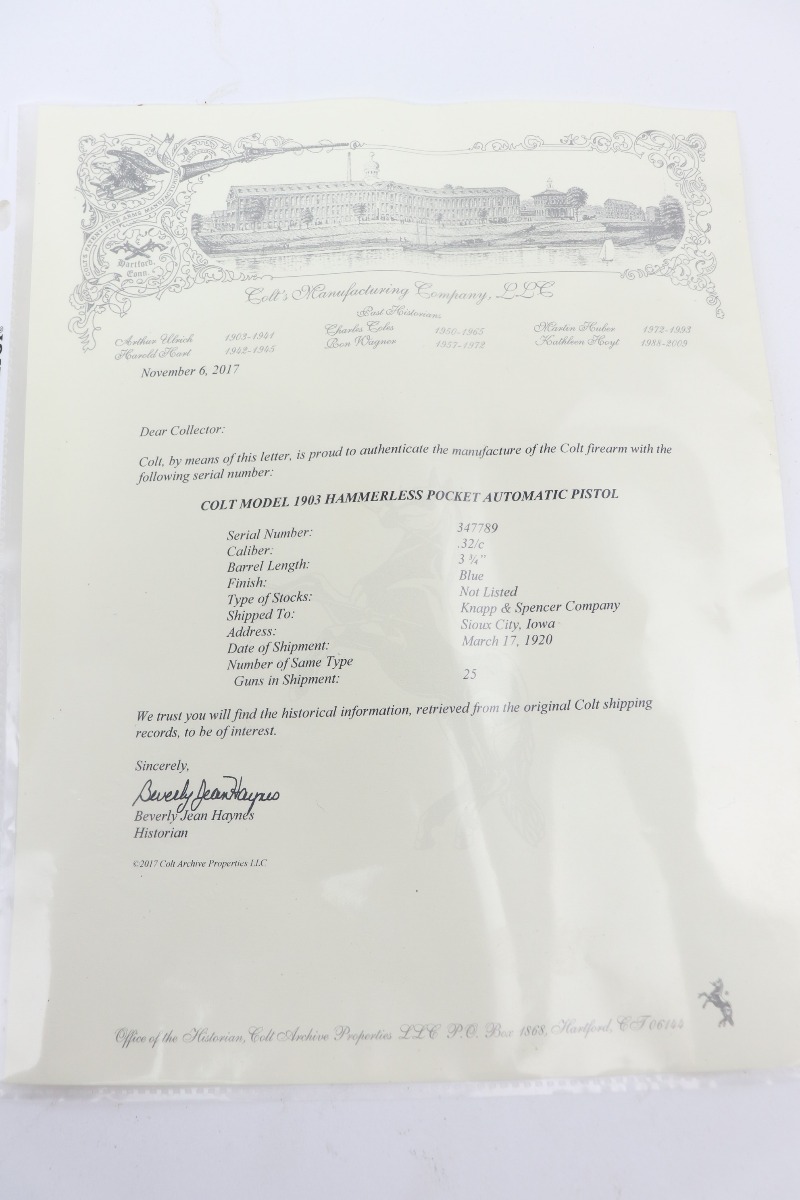 COLT'S PATENT FIRE ARMS MANUFACTURING
Hartford,
Conn.
Colt's Manufacturing Company, LLC
Past Historians
Arthur Ulrich 1903-1941 Charles Coles 1950-1965 Martin Huber 1972-1993
Harold Hart 1942-1945 Ron Wagner 1957-1972 Kathleen Hoyt 1988-2009
November 6, 2017
Dear Collector:
Colt, by means of this letter, is proud to authenticate the manufacture of the Colt firearm with the
following serial number:
COLT MODEL 1903 HAMMERLESS POCKET AUTOMATIC PISTOL
Serial Number: 347789
Caliber: .32/c
Barrel Length: 3 ¾"
Finish: Blue
Type of Stocks: Not Listed
Shipped To: Knapp & Spencer Company
Address: Sioux City, Iowa
Date of Shipment: March 17, 1920
Number of Same Type
Guns in Shipment: 25
We trust you will find the historical information, retrieved from the original Colt shipping
records, to be of interest.
Sincerely,
Beverly Jean Haynes
Beverly Jean Haynes
Historian
©2017 Colt Archive Properties LLC
Office of the Historian, Colt Archive Properties LLC P.O. Box 1868, Hartford, CT 06144